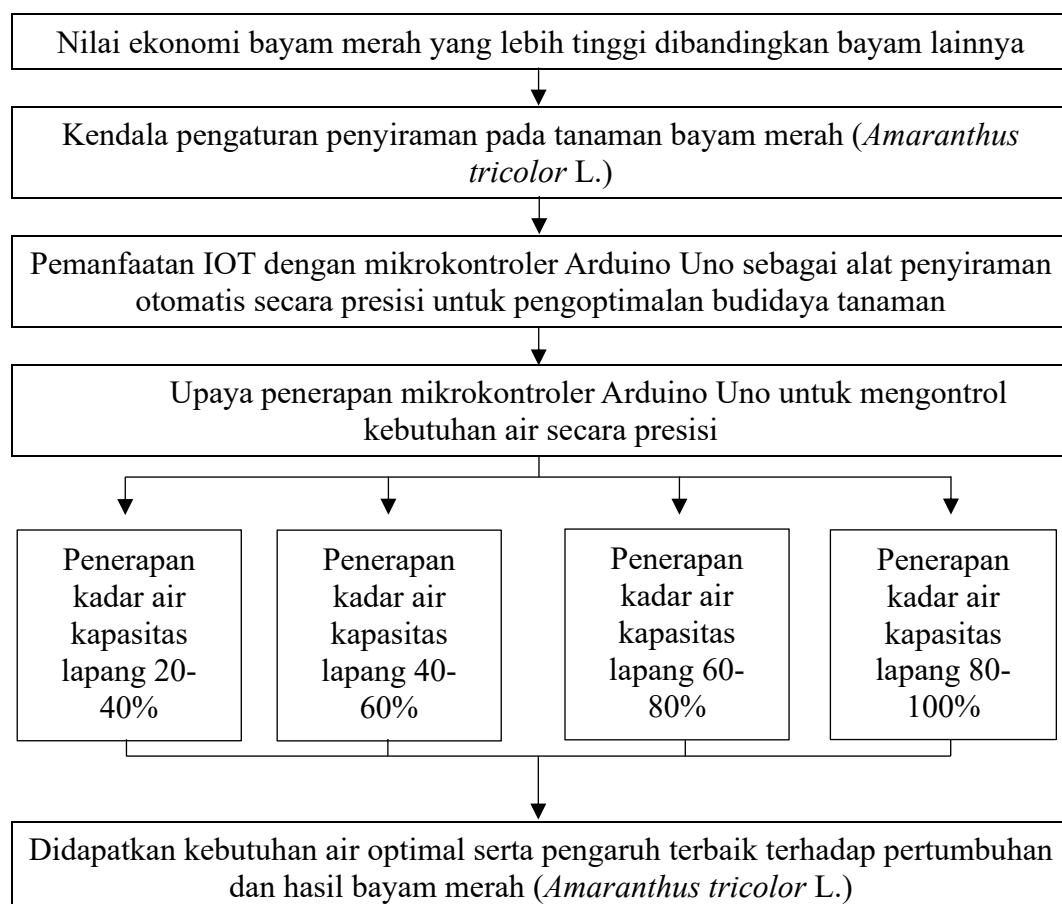 Nilai ekonomi bayam merah yang lebih tinggi dibandingkan bayam lainnya
Kendala pengaturan penyiraman pada tanaman bayam merah (Amaranthus
tricolor L.)
Pemanfaatan IOT dengan mikrokontroler Arduino Uno sebagai alat penyiraman
otomatis secara presisi untuk pengoptimalan budidaya tanaman
Upaya penerapan mikrokontroler Arduino Uno untuk mengontrol
kebutuhan air secara presisi
Penerapan
kadar air
kapasitas
lapang 20-
40%
Penerapan
kadar air
kapasitas
lapang 40-
60%
Penerapan
kadar air
kapasitas
lapang 60-
80%
Penerapan
kadar air
kapasitas
lapang 80-
100%
Didapatkan kebutuhan air optimal serta pengaruh terbaik terhadap pertumbuhan
dan hasil bayam merah (Amaranthus tricolor L.)